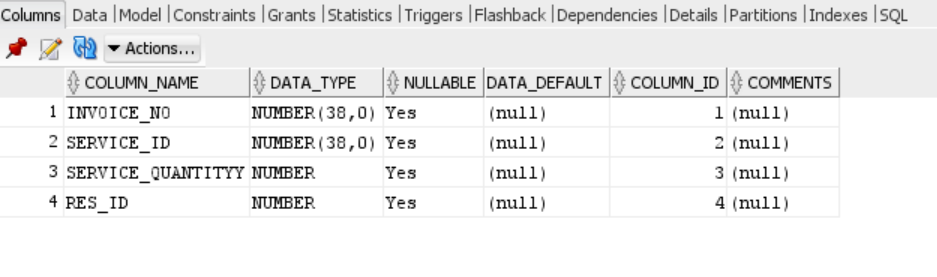 Columns Data |Model |Constraints |Grants |Statistics |Triggers |Flashback |Dependencies |Details |Partitions |Indexes |SQL
Actions...
COLUMN_NAME DATA_TYPE NULLABLE DATA_DEFAULT COLUMN_ID COMMENTS
1 INVOICE_NO NUMBER(38,0) Yes (null) 1 (null)
2 SERVICE_ID NUMBER(38,0) Yes (null) 2 (null)
3 SERVICE_QUANTITYY NUMBER Yes (null) 3 (null)
4 RES_ID NUMBER Yes (null) 4 (null)